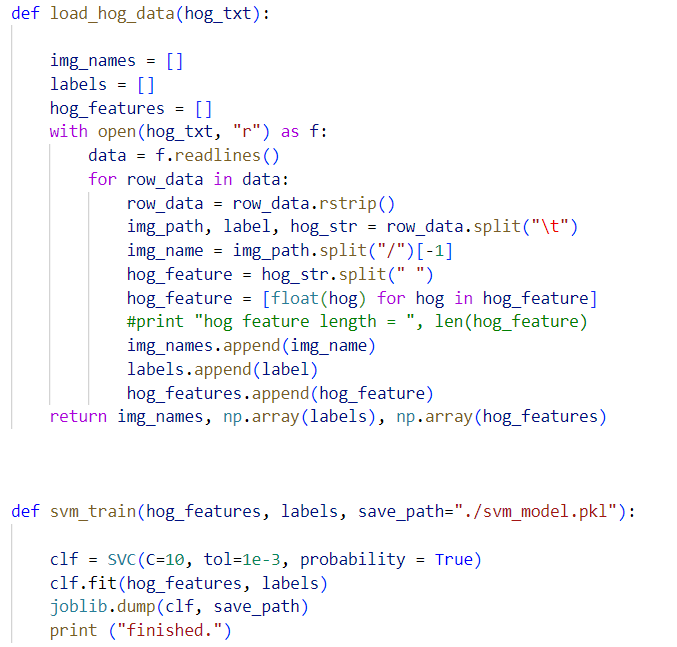 def load_hog_data(hog_txt):
    img_names = []
    labels = []
    hog_features = []
    with open(hog_txt, "r") as f:
        data = f.readlines()
        for row_data in data:
            row_data = row_data.rstrip()
            img_path, label, hog_str = row_data.split("\t")
            img_name = img_path.split("/")[-1]
            hog_feature = hog_str.split(" ")
            hog_feature = [float(hog) for hog in hog_feature]
            #print "hog feature length = ", len(hog_feature)
            img_names.append(img_name)
            labels.append(label)
            hog_features.append(hog_feature)
    return img_names, np.array(labels), np.array(hog_features)
def svm_train(hog_features, labels, save_path="./svm_model.pkl"):
    clf = SVC(C=10, tol=1e-3, probability = True)
    clf.fit(hog_features, labels)
    joblib.dump(clf, save_path)
    print ("finished.")